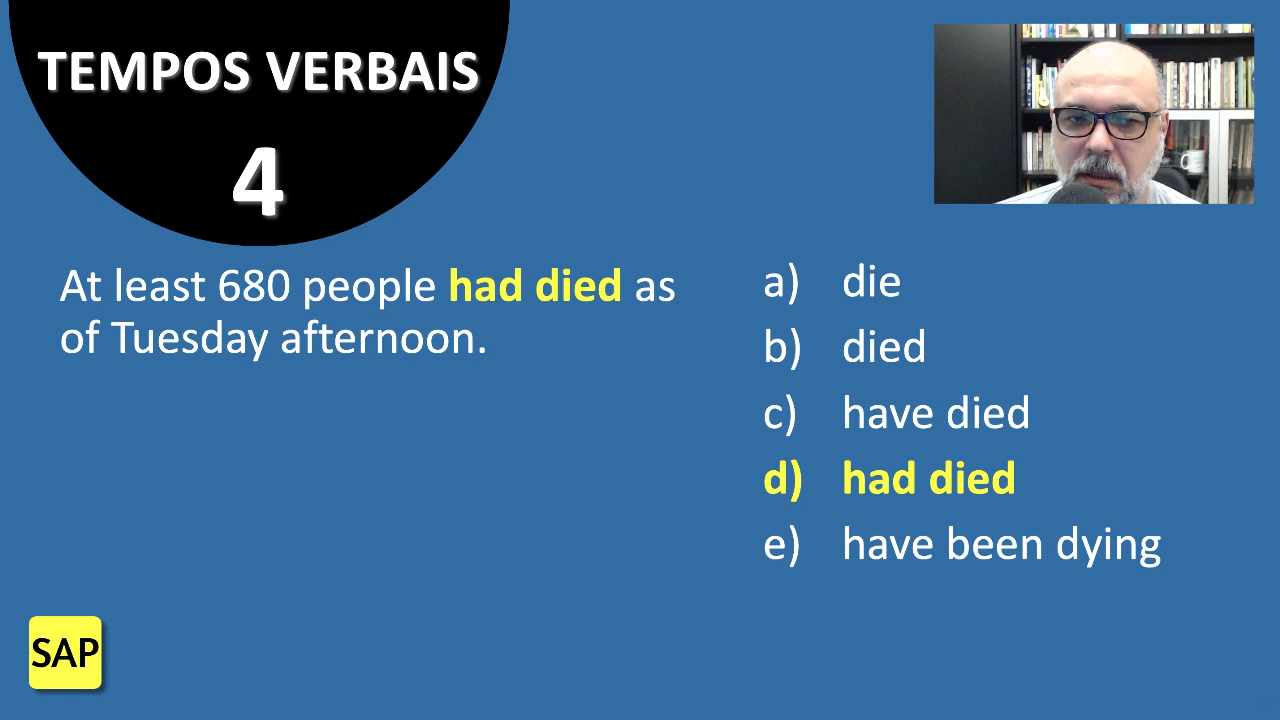 TEMPOS VERBAIS
4
At least 680 people had died as
of Tuesday afternoon.
a) die
b) died
c) have died
d) had died
e) have been dying
SAP